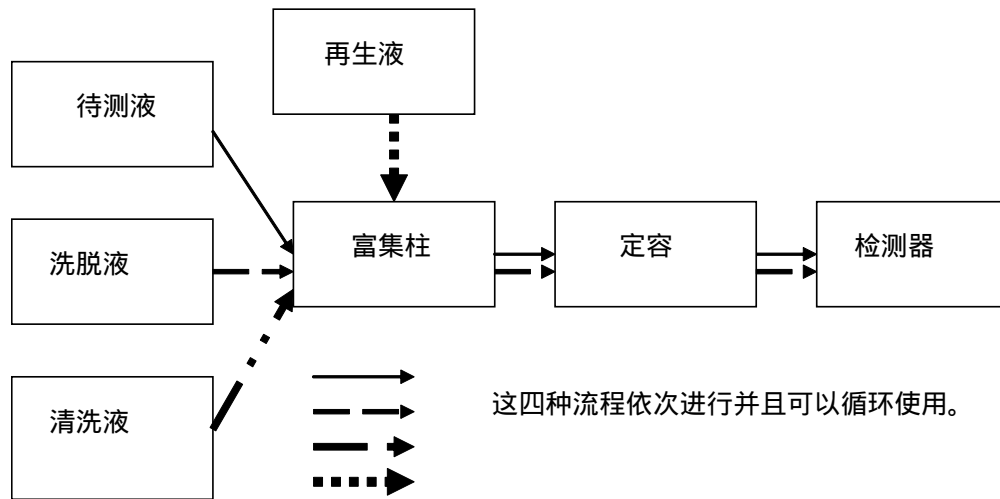 再生液
待测液
富集柱
定容
检测器
洗脱液
清洗液
这四种流程依次进行并且可以循环使用。